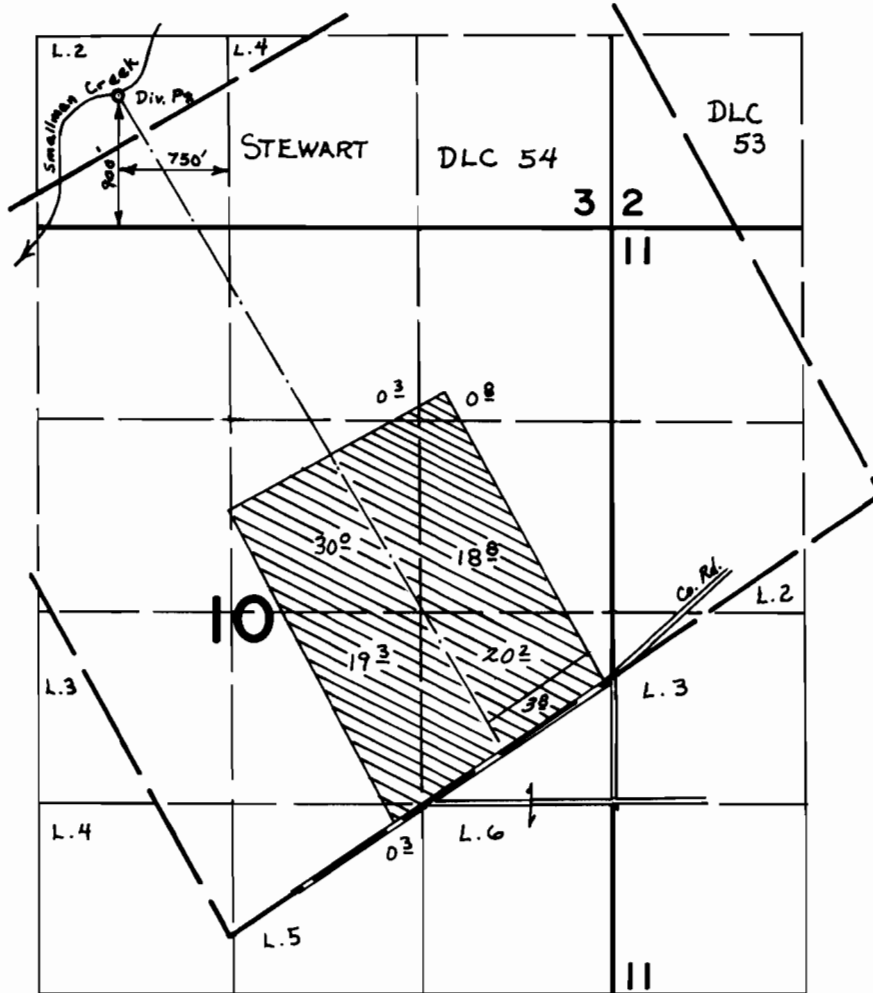 L.2
L.4
Smallman Creek
Div. Pt
900'
750'
STEWART
DLC 54
DLC
53
3
2
11
0 3
0 8
30 0
18 8
Co. Rd.
10
L.2
19 3
20 2
L.3
3 8
L.3
L.4
L.6
0 3
L.5
11